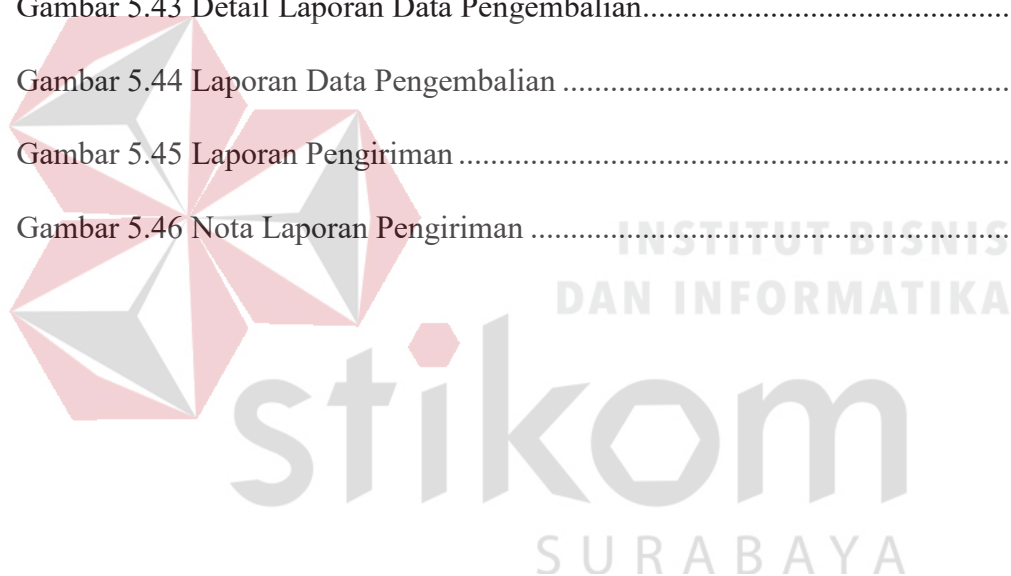 Gambar 5.43 Detail Laporan Data Pengembalian..........................................
Gambar 5.44 Laporan Data Pengembalian ....................................................
Gambar 5.45 Laporan Pengiriman .................................................................
Gambar 5.46 Nota Laporan Pengiriman ........................................................
INSTITUT BISNIS
DAN INFORMATIKA
stikom
SURABAYA